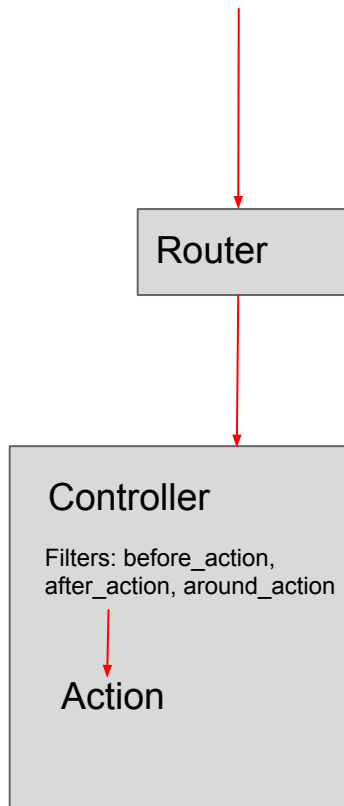 Router
Controller
Filters: before_action,
after_action, around_action
Action